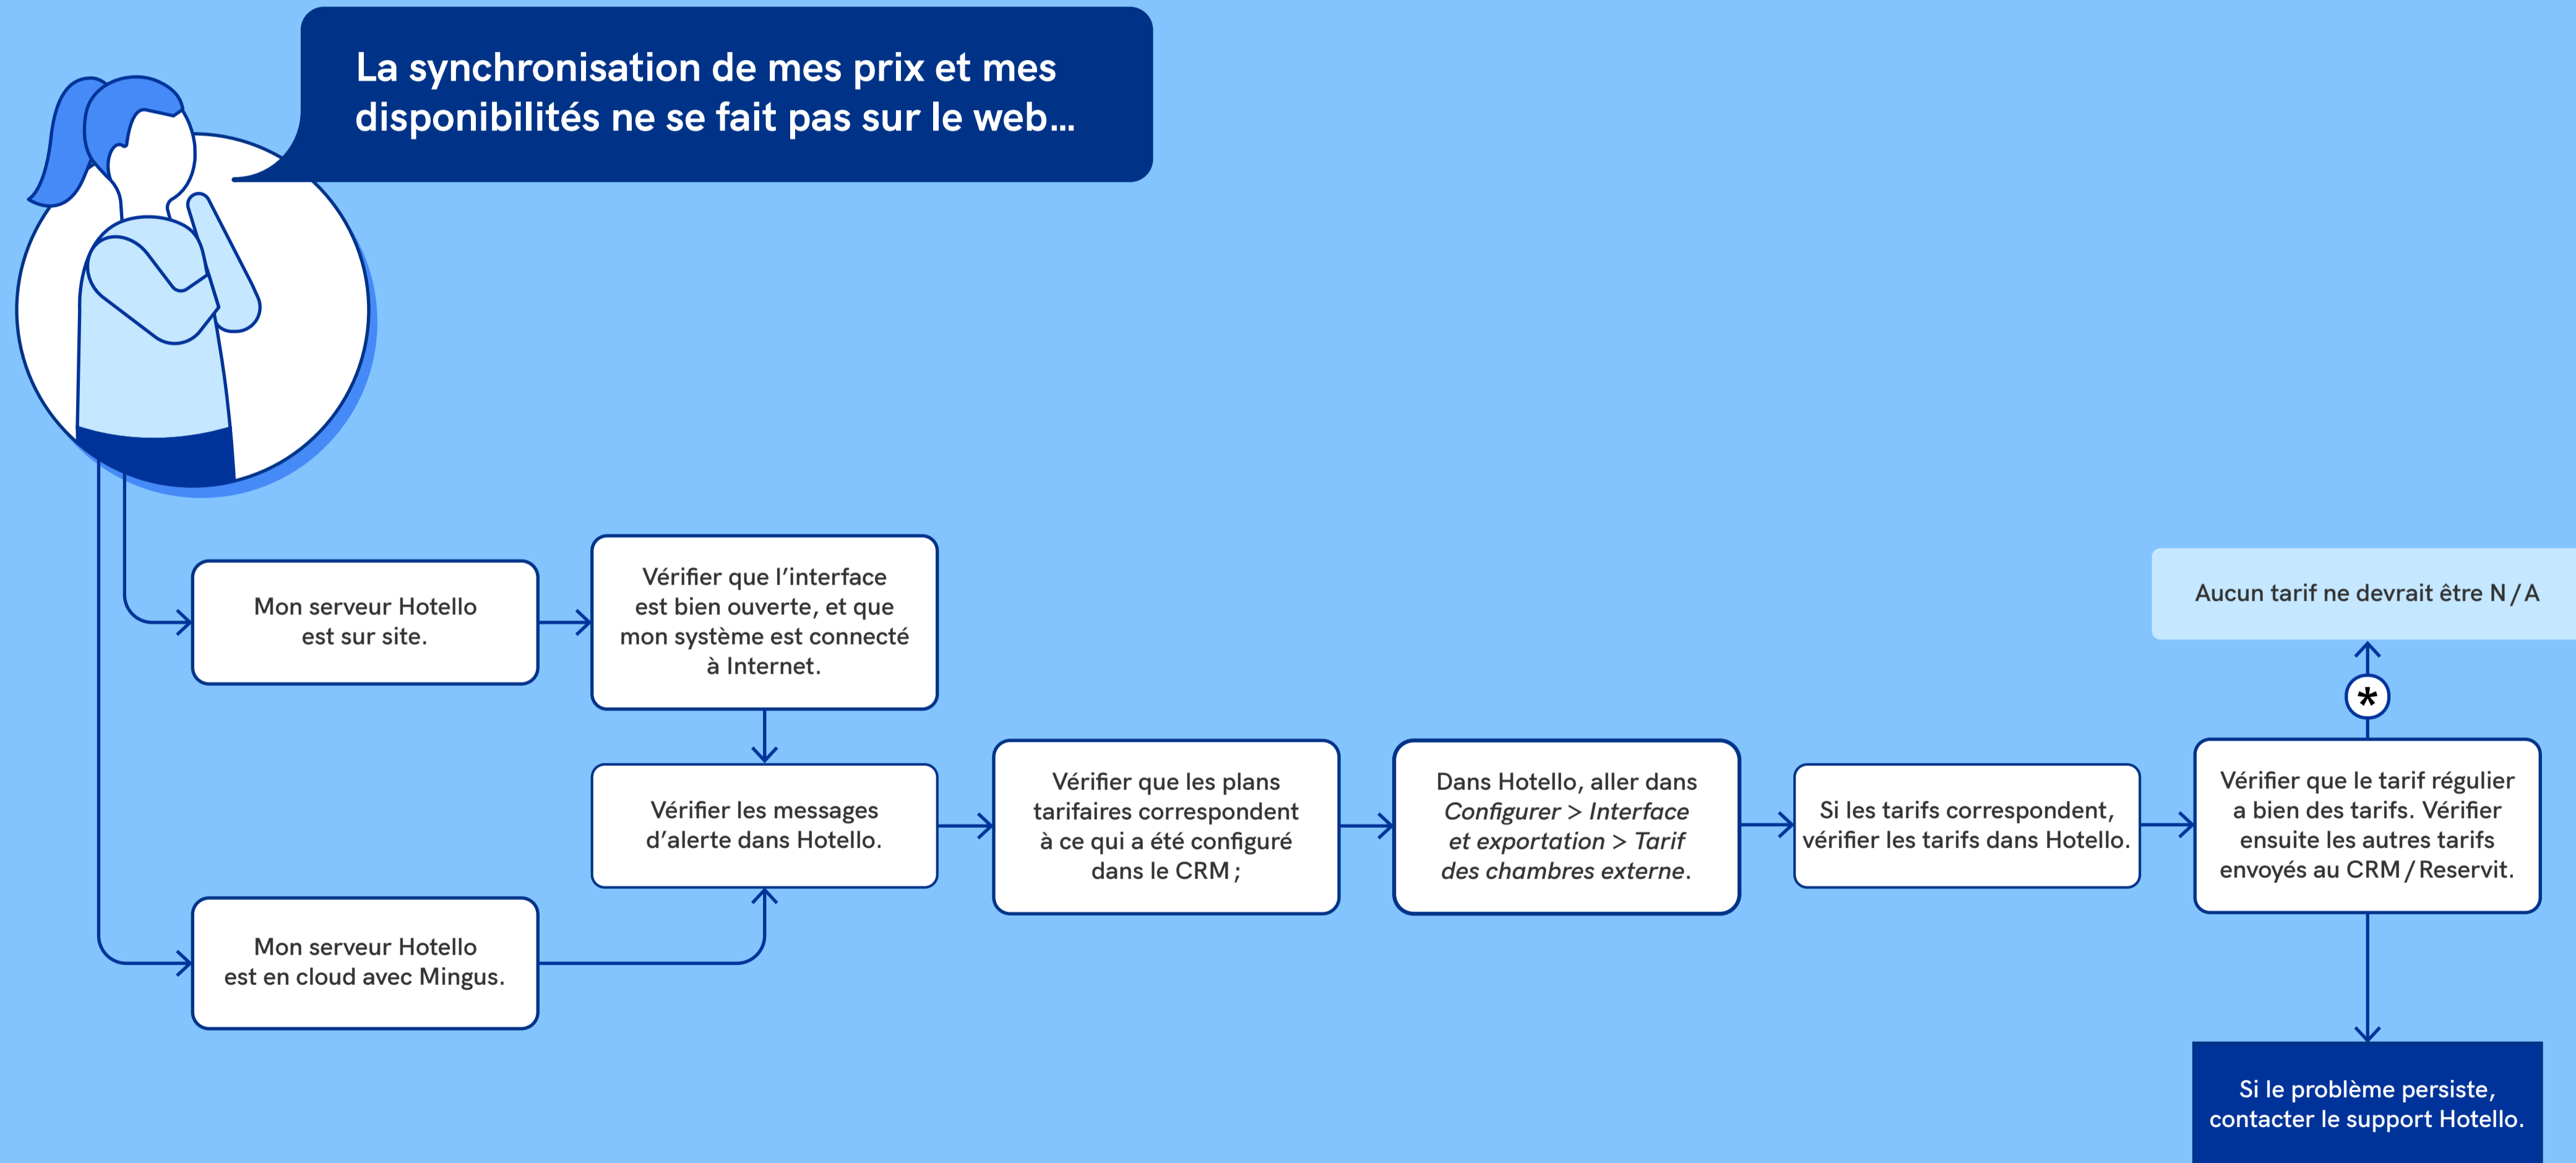 La synchronisation de mes prix et mes
disponibilités ne se fait pas sur le web...
Mon serveur Hotello
est sur site.
Vérifier que l’interface
est bien ouverte, et que
mon système est connecté
à Internet.
Mon serveur Hotello
est en cloud avec Mingus.
Vérifier les messages
d’alerte dans Hotello.
Vérifier que les plans
tarifaires correspondent
à ce qui a été configuré
dans le CRM ;
Dans Hotello, aller dans
Configurer > Interface
et exportation > Tarif
des chambres externe.
Si les tarifs correspondent,
vérifier les tarifs dans Hotello.
Vérifier que le tarif régulier
a bien des tarifs. Vérifier
ensuite les autres tarifs
envoyés au CRM / Reservit.
*
Aucun tarif ne devrait être N / A
Si le problème persiste,
contacter le support Hotello.